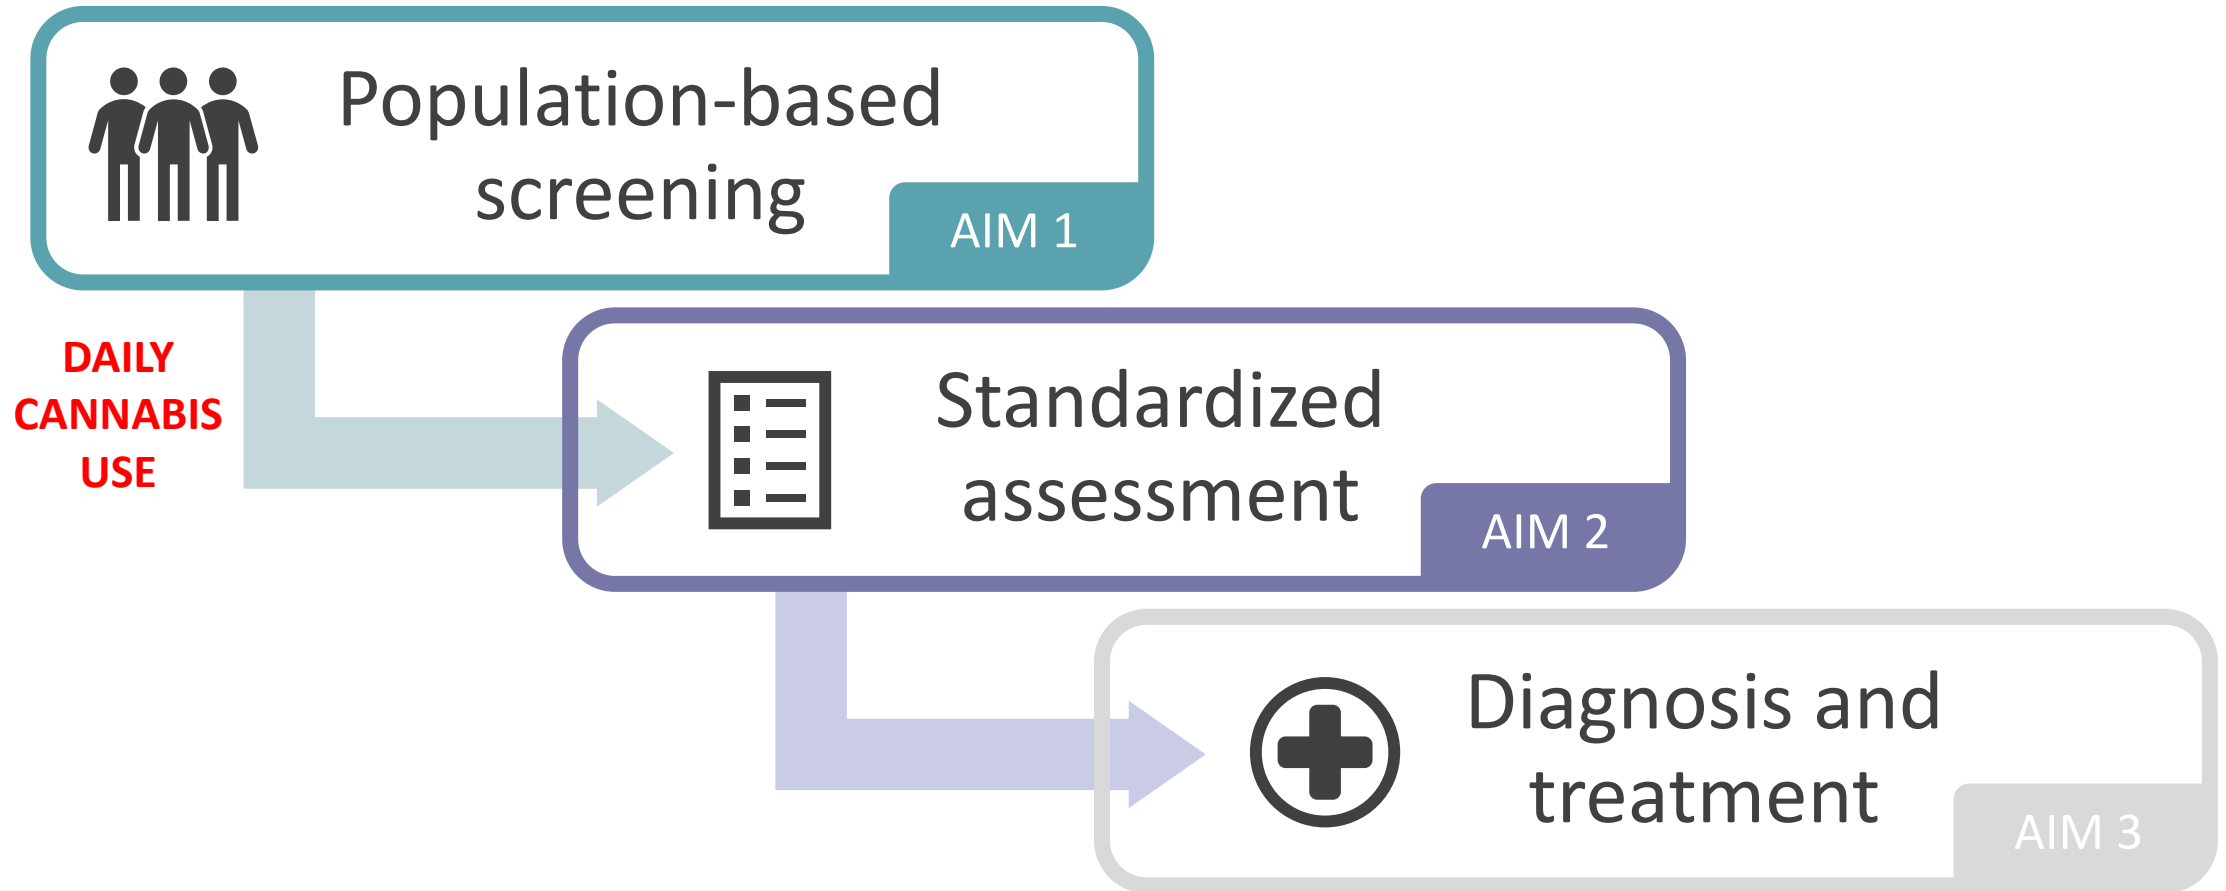 Population-based
screening
AIM 1
DAILY
CANNABIS
USE
Standardized
assessment
AIM 2
Diagnosis and
treatment
AIM 3